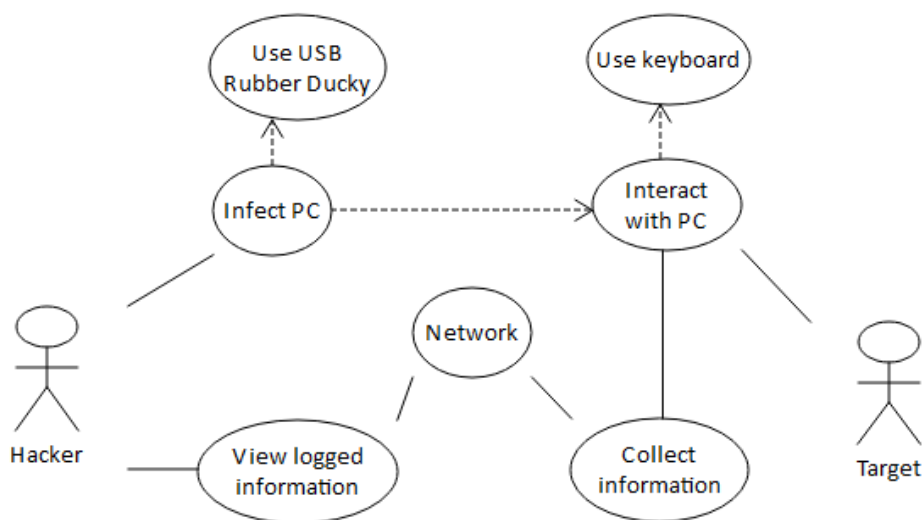 Use USB
Rubber Ducky
Use keyboard
Infect PC
Interact
with PC
Network
Hacker
View logged
information
Collect
information
Target